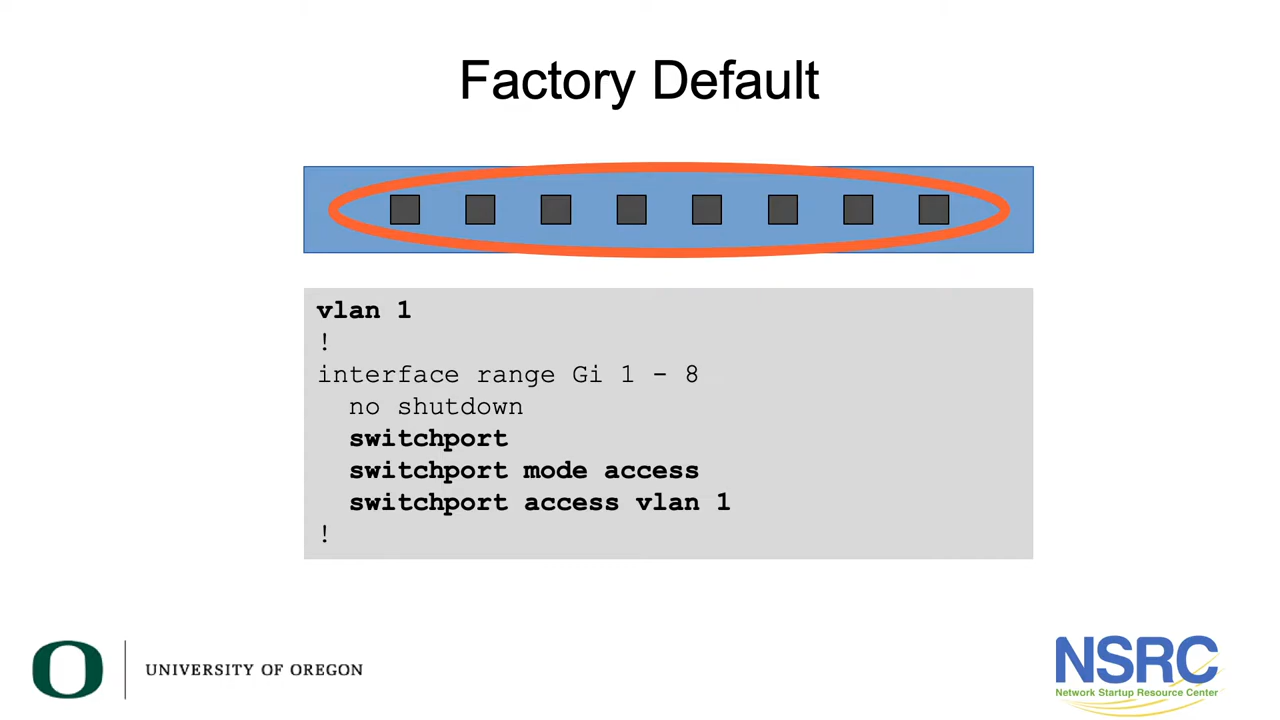 Factory Default
vlan 1
!
interface range Gi 1 - 8
  no shutdown
  switchport
  switchport mode access
  switchport access vlan 1
!
O
UNIVERSITY OF OREGON
NSRC
Network Startup Resource Center